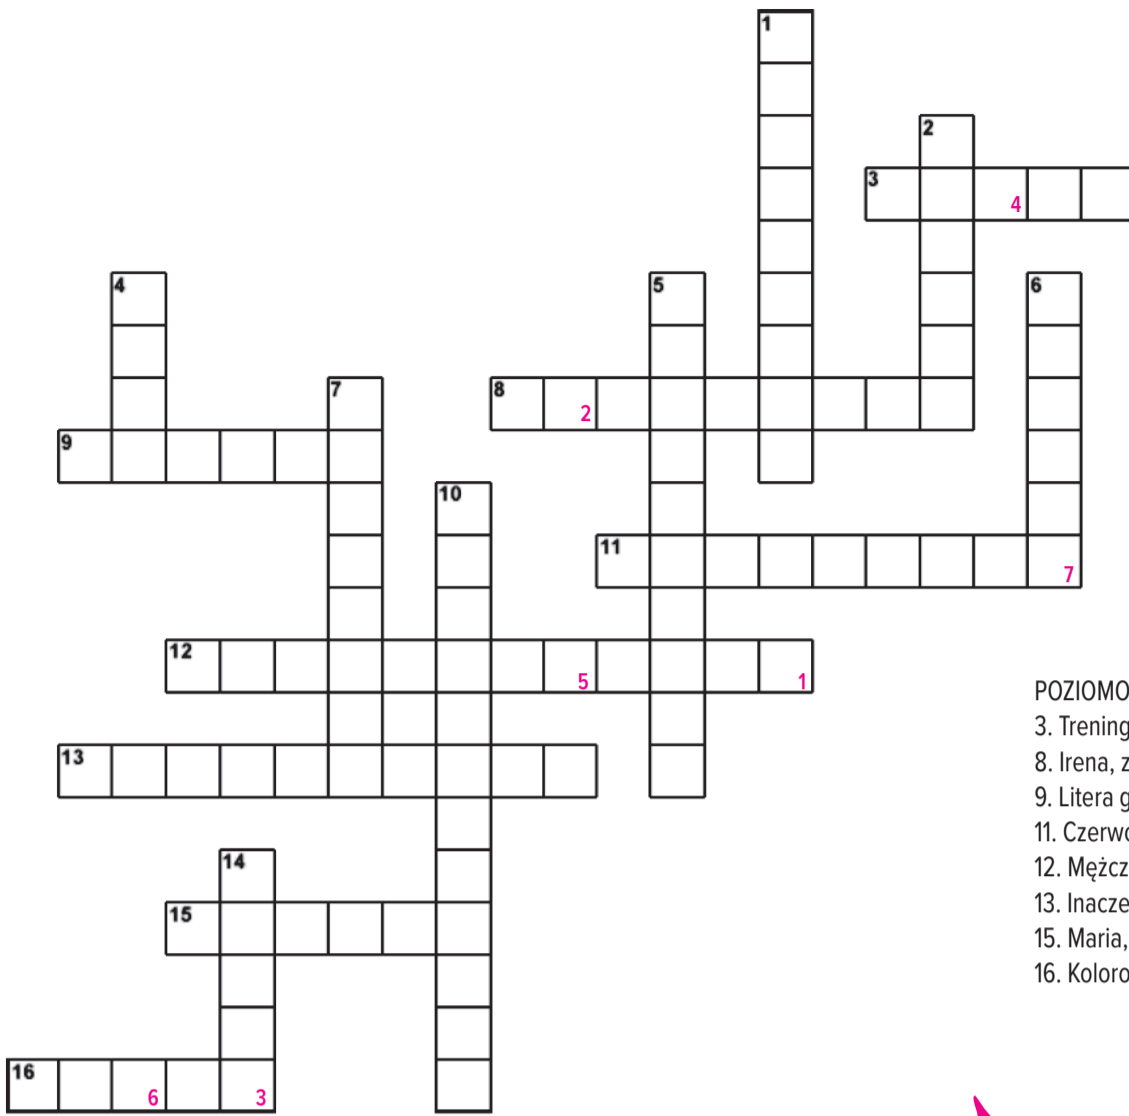 1
2
3
4
4
5
6
7
8
2
9
10
11
7
12
5
1
13
14
15
16
6
3
POZIOMO
3. Trening
8. Irena, z
9. Litera g
11. Czerwo
12. Mężcz
13. Inacze
15. Maria,
16. Koloro